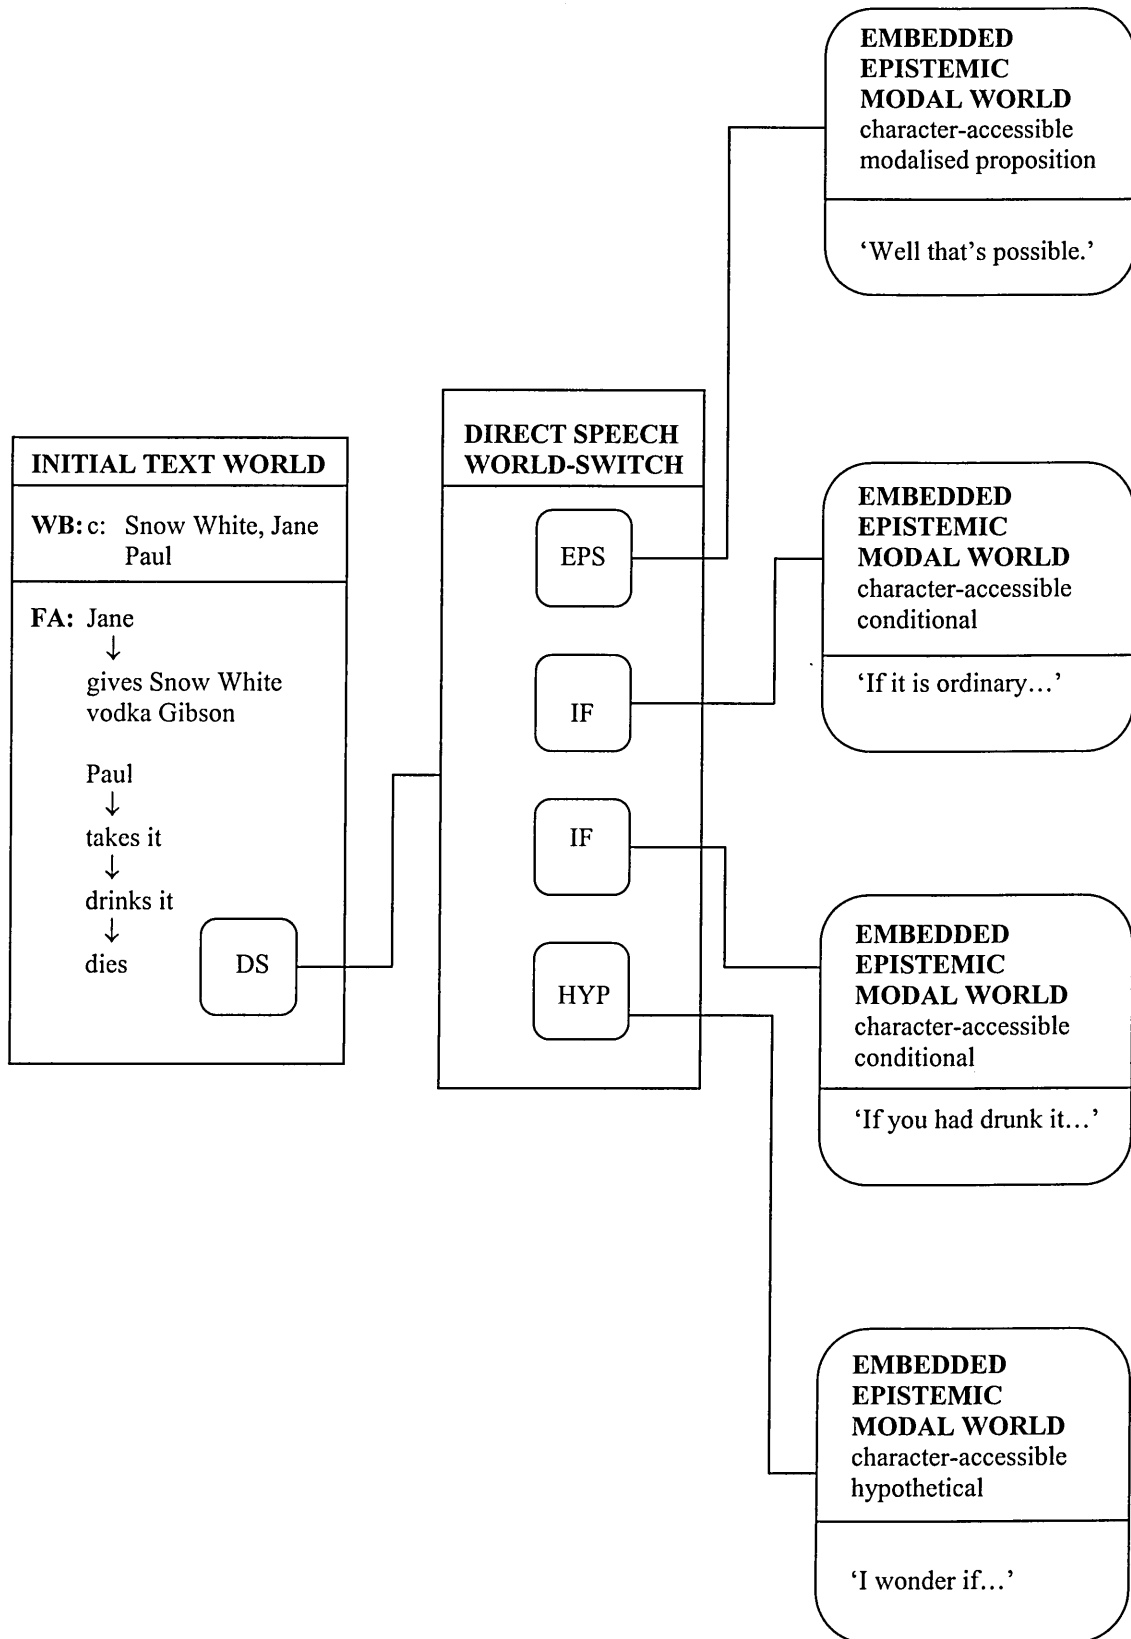 INITIAL TEXT WORLD
WB: c: Snow White, Jane
Paul
FA: Jane
↓
gives Snow White
vodka Gibson
Paul
↓
takes it
↓
drinks it
↓
dies
DS
DIRECT SPEECH
WORLD-SWITCH
EPS
IF
IF
HYP
EMBEDDED
EPISTEMIC
MODAL WORLD
character-accessible
modalised proposition
‘Well that’s possible.’
EMBEDDED
EPISTEMIC
MODAL WORLD
character-accessible
conditional
‘If it is ordinary…’
EMBEDDED
EPISTEMIC
MODAL WORLD
character-accessible
conditional
‘If you had drunk it…’
EMBEDDED
EPISTEMIC
MODAL WORLD
character-accessible
hypothetical
‘I wonder if…’